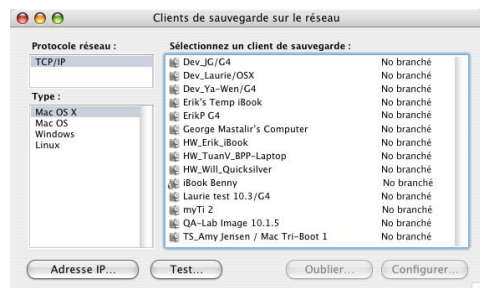 Clients de sauvegarde sur le réseau
Protocole réseau :
TCP/IP
Type :
Mac OS X
Mac OS
Windows
Linux
Sélectionnez un client de sauvegarde :
Dev_JG/G4 No branché
Dev_Laurie/OSX No branché
Dev_Ya-Wen/G4 No branché
Erik's Temp iBook No branché
ErikP G4 No branché
George Mastalir's Computer No branché
HW_Erik_iBook No branché
HW_TuanV_BPP-Laptop No branché
HW_Will_Quicksilver No branché
iBook Benny No branché
Laurie test 10.3/G4 No branché
myTi 2 No branché
QA-Lab Image 10.1.5 No branché
TS_Amy Jensen / Mac Tri-Boot 1 No branché
Adresse IP... Test... Oublier... Configurer...